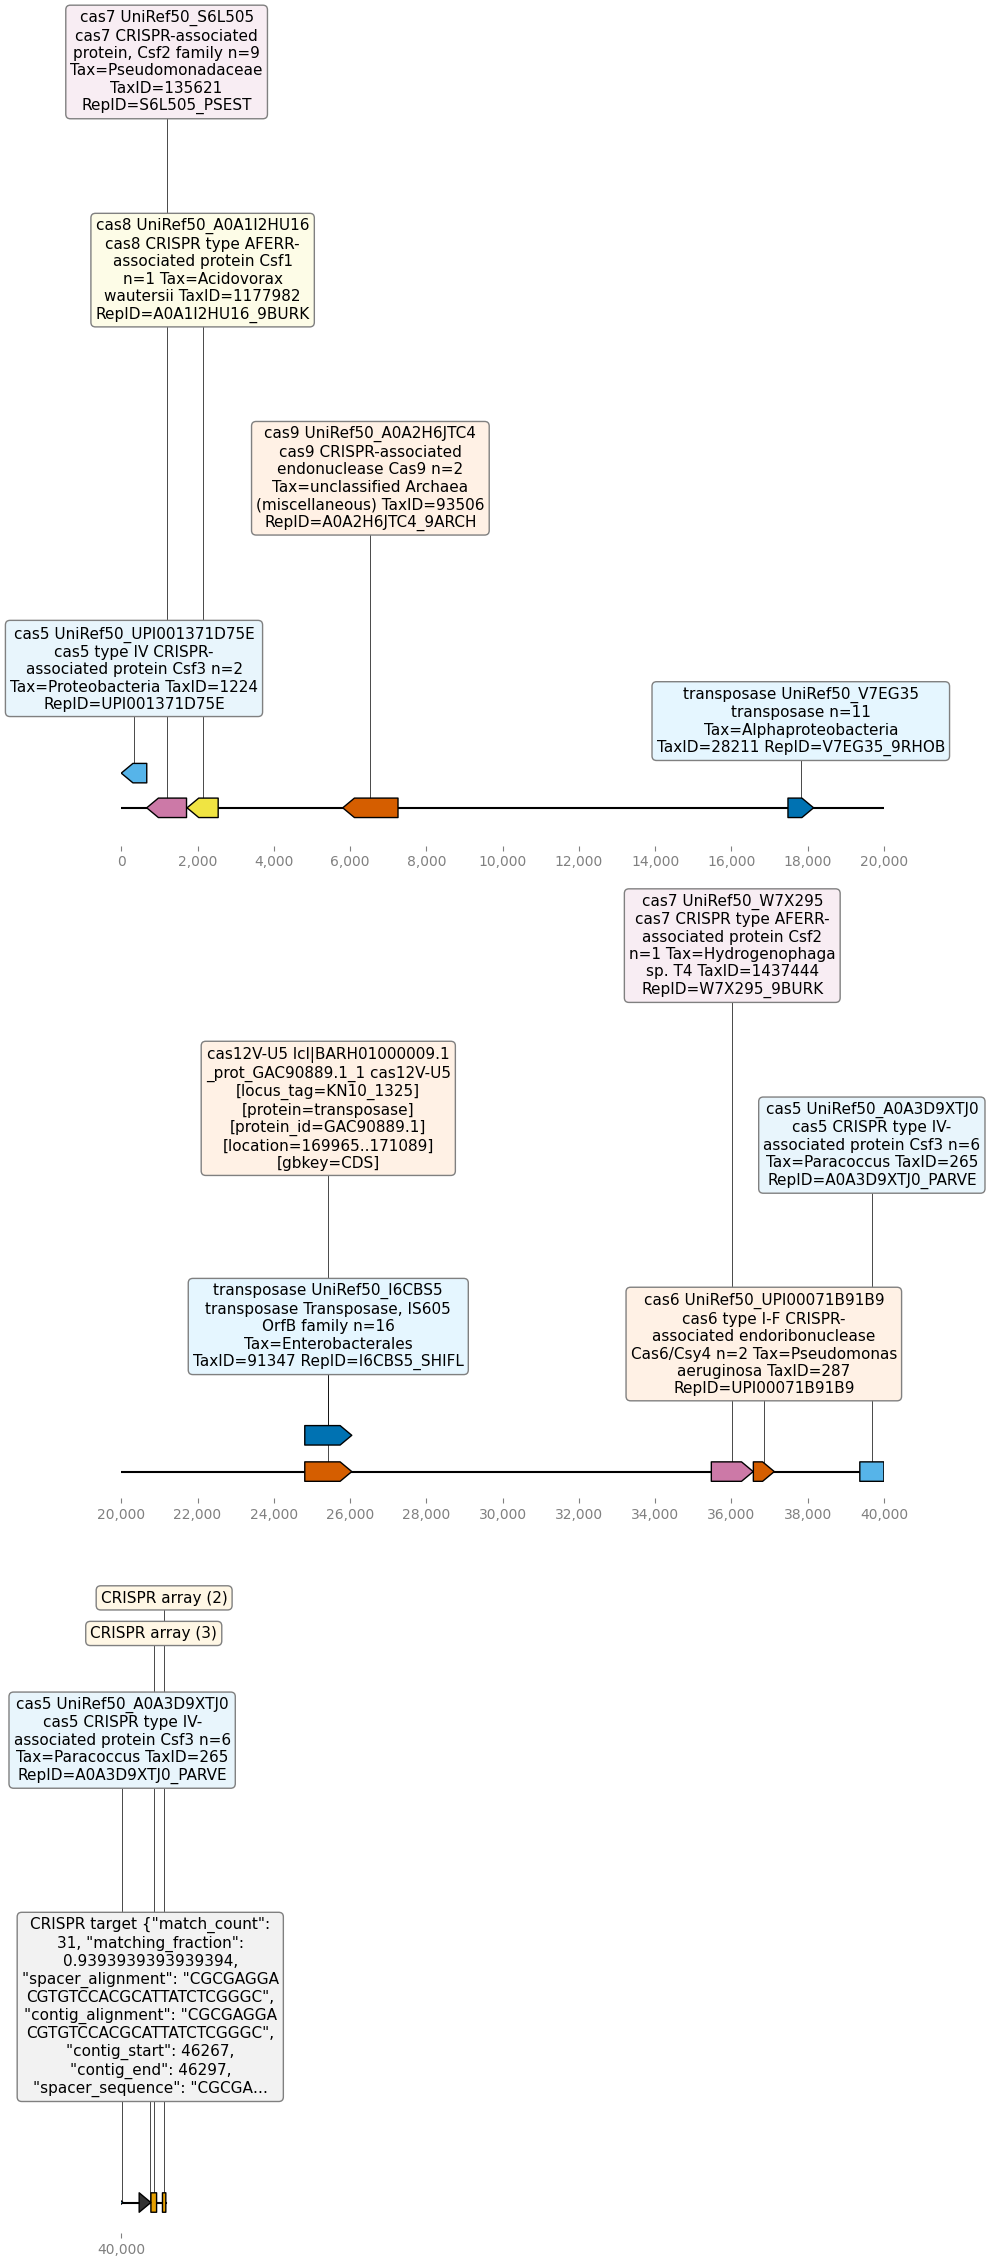 cas7 UniRef50_S6L505
cas7 CRISPR-associated
protein, Csf2 family n=9
Tax=Pseudomonadaceae
TaxID=135621
RepID=S6L505_PSEST
cas8 UniRef50_A0A1I2HU16
cas8 CRISPR type AFERR-
associated protein Csf1
n=1 Tax=Acidovorax
wautersii TaxID=1177982
RepID=A0A1I2HU16_9BURK
cas9 UniRef50_A0A2H6JTC4
cas9 CRISPR-associated
endonuclease Cas9 n=2
Tax=unclassified Archaea
(miscellaneous) TaxID=93506
RepID=A0A2H6JTC4_9ARCH
cas5 UniRef50_UPI001371D75E
cas5 type IV CRISPR-
associated protein Csf3 n=2
Tax=Proteobacteria TaxID=1224
RepID=UPI001371D75E
transposase UniRef50_V7EG35
transposase n=11
Tax=Alphaproteobacteria
TaxID=28211 RepID=V7EG35_9RHOB
0 2,000 4,000 6,000 8,000 10,000 12,000 14,000 16,000 18,000 20,000
cas7 UniRef50_W7X295
cas7 CRISPR type AFERR-
associated protein Csf2
n=1 Tax=Hydrogenophaga
sp. T4 TaxID=1437444
RepID=W7X295_9BURK
cas12V-U5 lcl|BARH01000009.1
_prot_GAC90889.1_1 cas12V-U5
[locus_tag=KN10_1325]
[protein=transposase]
[protein_id=GAC90889.1]
[location=169965..171089]
[gbkey=CDS]
cas5 UniRef50_A0A3D9XTJ0
cas5 CRISPR type IV-
associated protein Csf3 n=6
Tax=Paracoccus TaxID=265
RepID=A0A3D9XTJ0_PARVE
transposase UniRef50_I6CBS5
transposase Transposase, IS605
OrfB family n=16
Tax=Enterobacterales
TaxID=91347 RepID=I6CBS5_SHIFL
cas6 UniRef50_UPI00071B91B9
cas6 type I-F CRISPR-
associated endoribonuclease
Cas6/Csy4 n=2 Tax=Pseudomonas
aeruginosa TaxID=287
RepID=UPI00071B91B9
20,000 22,000 24,000 26,000 28,000 30,000 32,000 34,000 36,000 38,000 40,000
CRISPR array (2)
CRISPR array (3)
cas5 UniRef50_A0A3D9XTJ0
cas5 CRISPR type IV-
associated protein Csf3 n=6
Tax=Paracoccus TaxID=265
RepID=A0A3D9XTJ0_PARVE
CRISPR target {"match_count":
31, "matching_fraction":
0.9393939393939394,
"spacer_alignment": "CGCGAGGA
CGTGTCCACGCATTATCTCGGGC",
"contig_alignment": "CGCGAGGA
CGTGTCCACGCATTATCTCGGGC",
"contig_start": 46267,
"contig_end": 46297,
"spacer_sequence": "CGCGA...
40,000